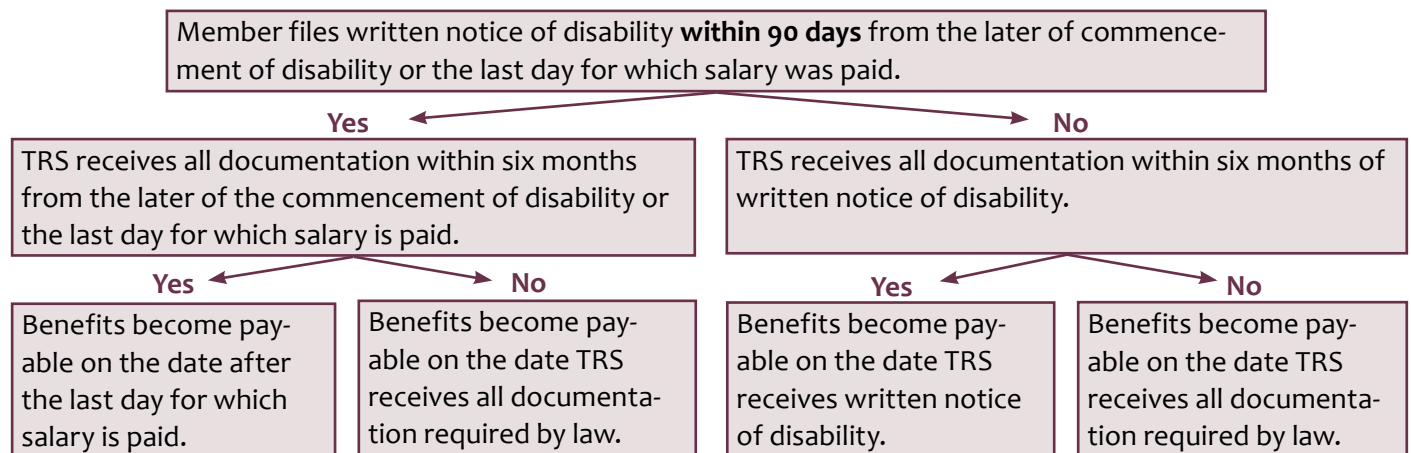 Member files written notice of disability within 90 days from the later of commence-
ment of disability or the last day for which salary was paid.
Yes
No
TRS receives all documentation within six months
from the later of the commencement of disability or
the last day for which salary is paid.
TRS receives all documentation within six months of
written notice of disability.
Yes
No
Yes
No
Benefits become pay-
able on the date after
the last day for which
salary is paid.
Benefits become pay-
able on the date TRS
receives all documenta-
tion required by law.
Benefits become pay-
able on the date TRS
receives written notice
of disability.
Benefits become pay-
able on the date TRS
receives all documenta-
tion required by law.